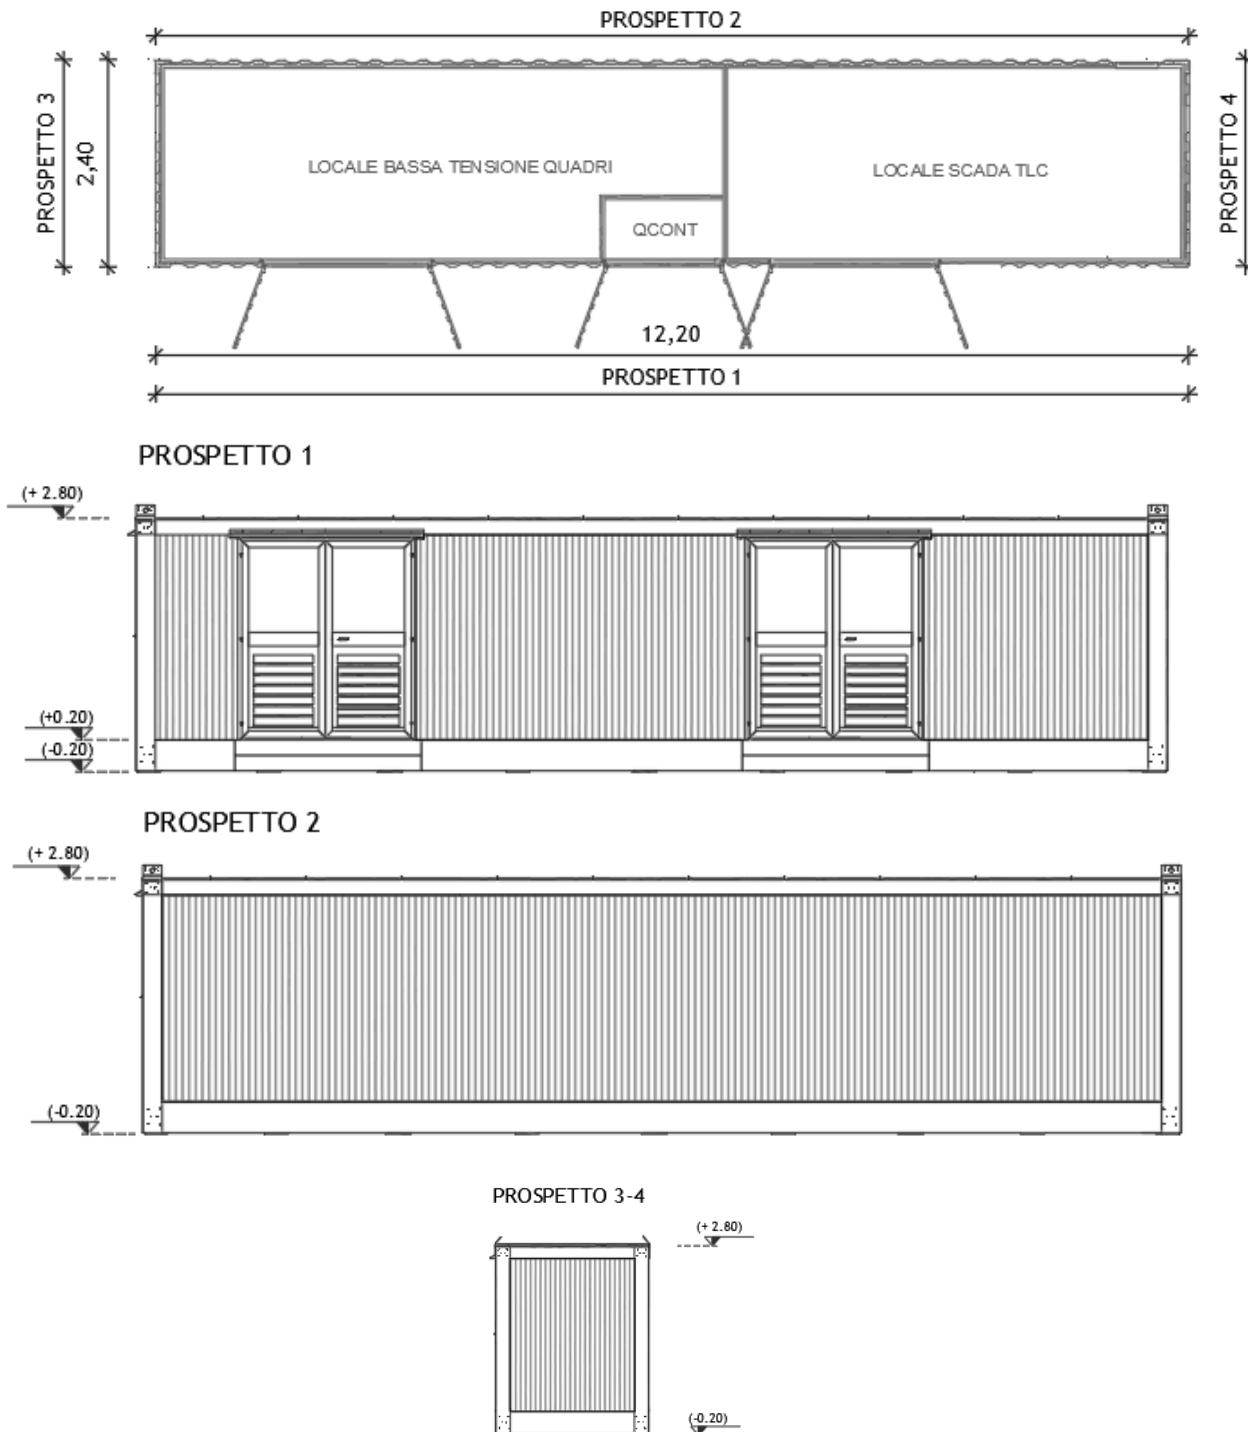 PROSPETTO 2
PROSPETTO 3
2,40
LOCALE BASSA TENSIONE QUADRI
LOCALE SCADA TLC
QCONT
PROSPETTO 4
12,20
PROSPETTO 1
PROSPETTO 1
(+ 2.80)
(+0.20)
(-0.20)
PROSPETTO 2
(+ 2.80)
(-0.20)
PROSPETTO 3-4
(+ 2.80)
(-0.20)